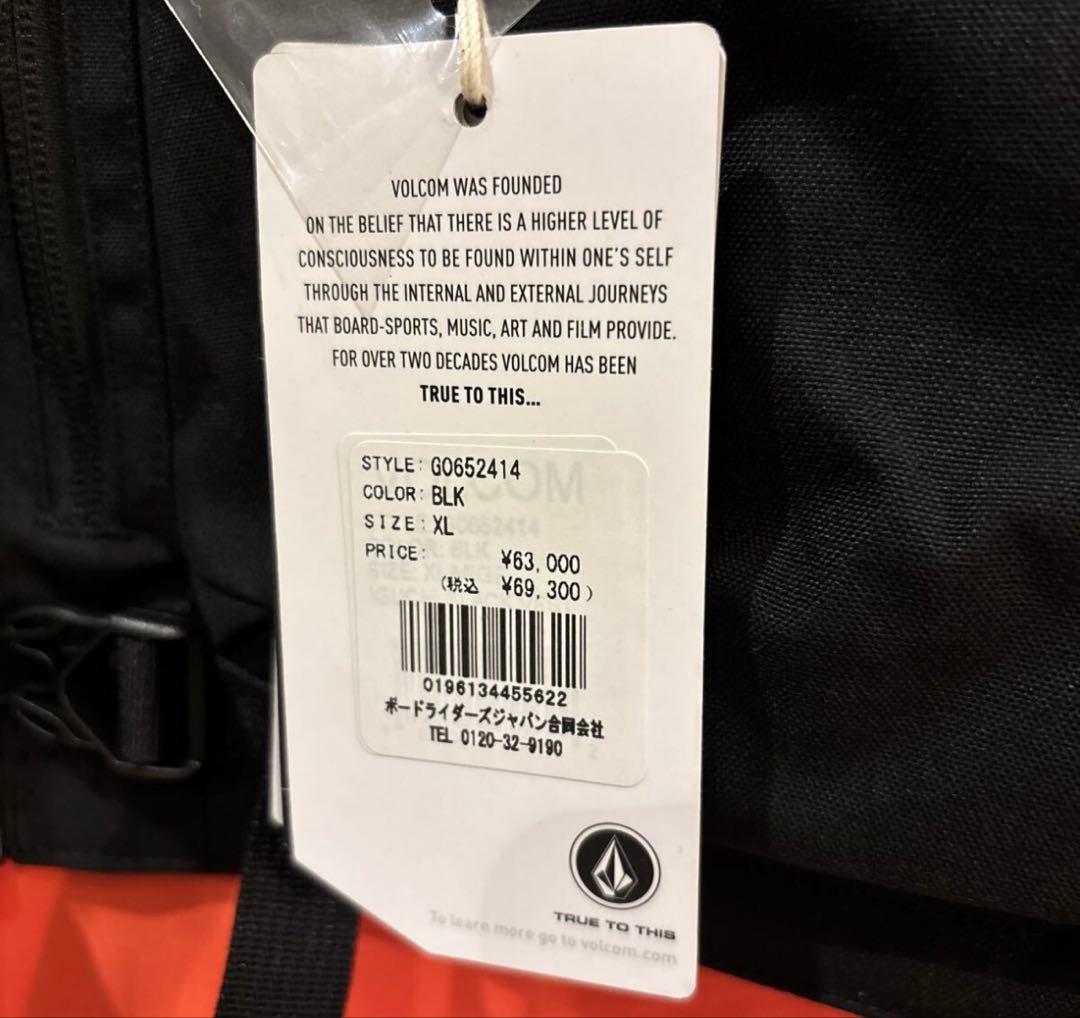 VOLCOM WAS FOUNDED
ON THE BELIEF THAT THERE IS A HIGHER LEVEL OF
CONSCIOUSNESS TO BE FOUND WITHIN ONE'S SELF
THROUGH THE INTERNAL AND EXTERNAL JOURNEYS
THAT BOARD-SPORTS, MUSIC, ART AND FILM PROVIDE.
FOR OVER TWO DECADES VOLCOM HAS BEEN
TRUE TO THIS...
STYLE: G0652414
COLOR: BLK
SIZE: XL
PRICE: ¥63,000
(税込 ¥69,300)
0196134455622
ボードライダーズジャパン合同会社
TEL 0120-32-9190
TRUE TO THIS
To learn more go to volcom.com